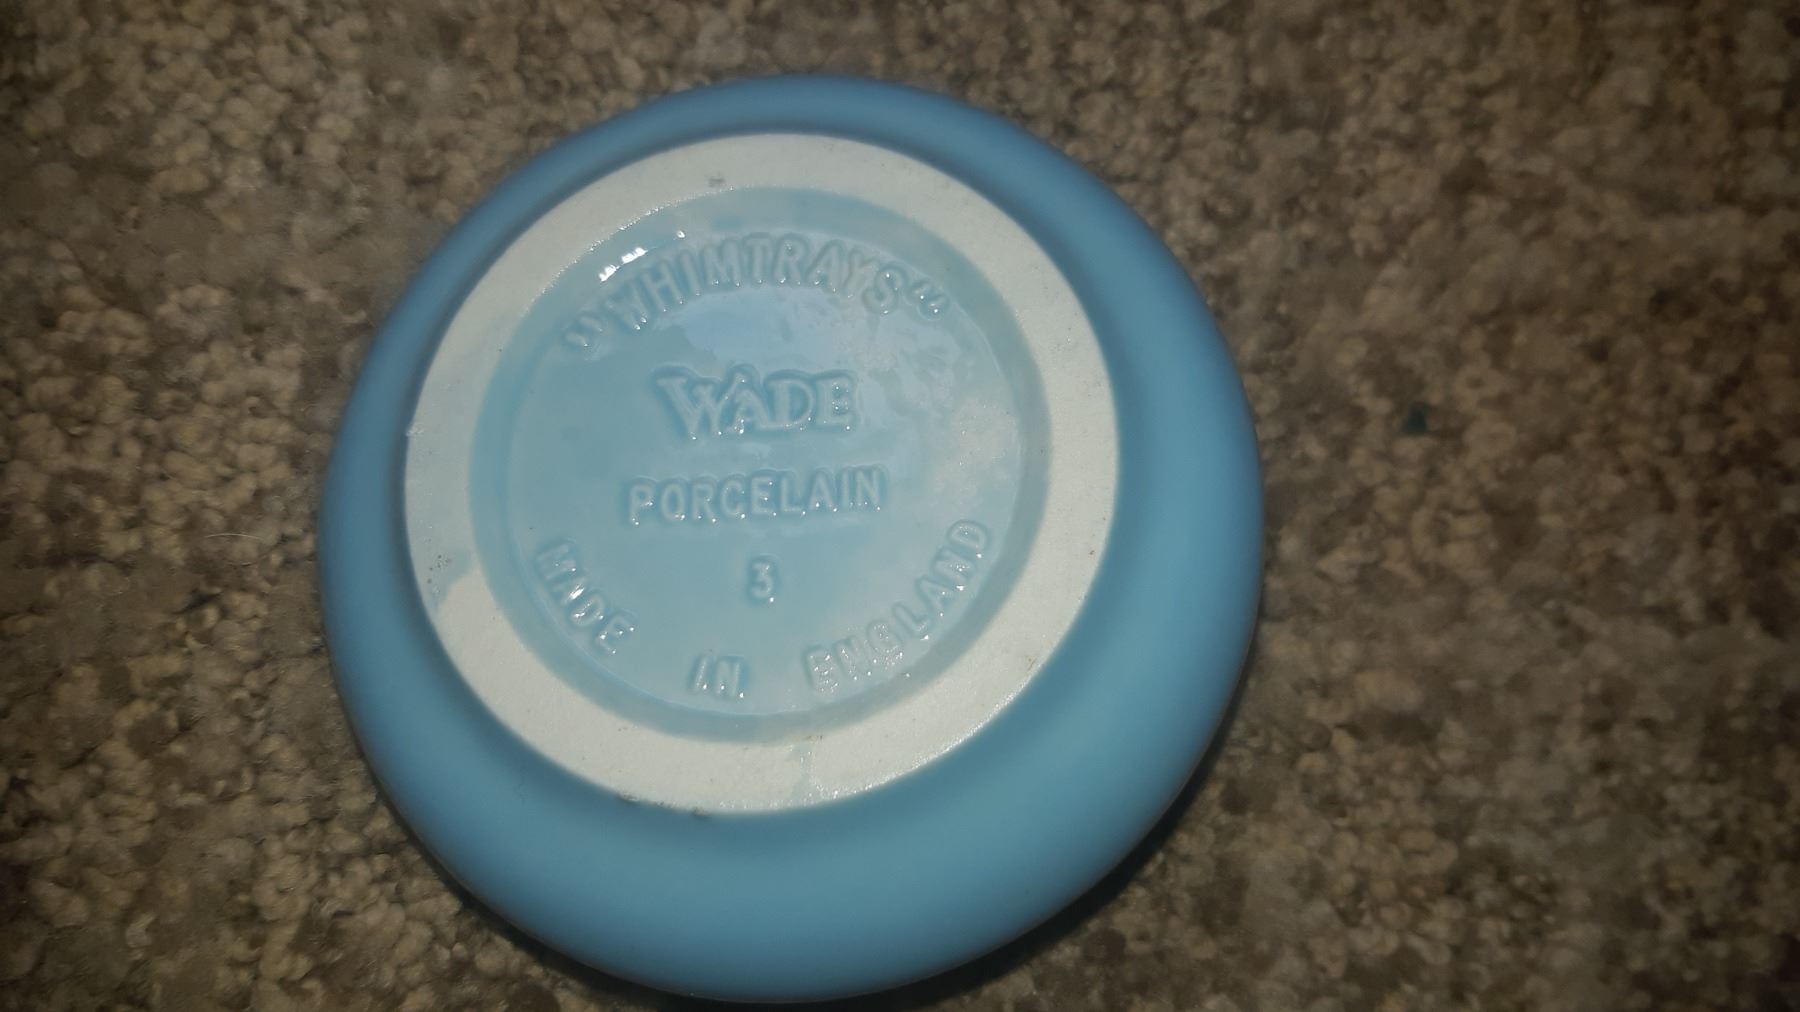 "WHIMTRAYS"
WADE
PORCELAIN
3
MADE IN ENGLAND